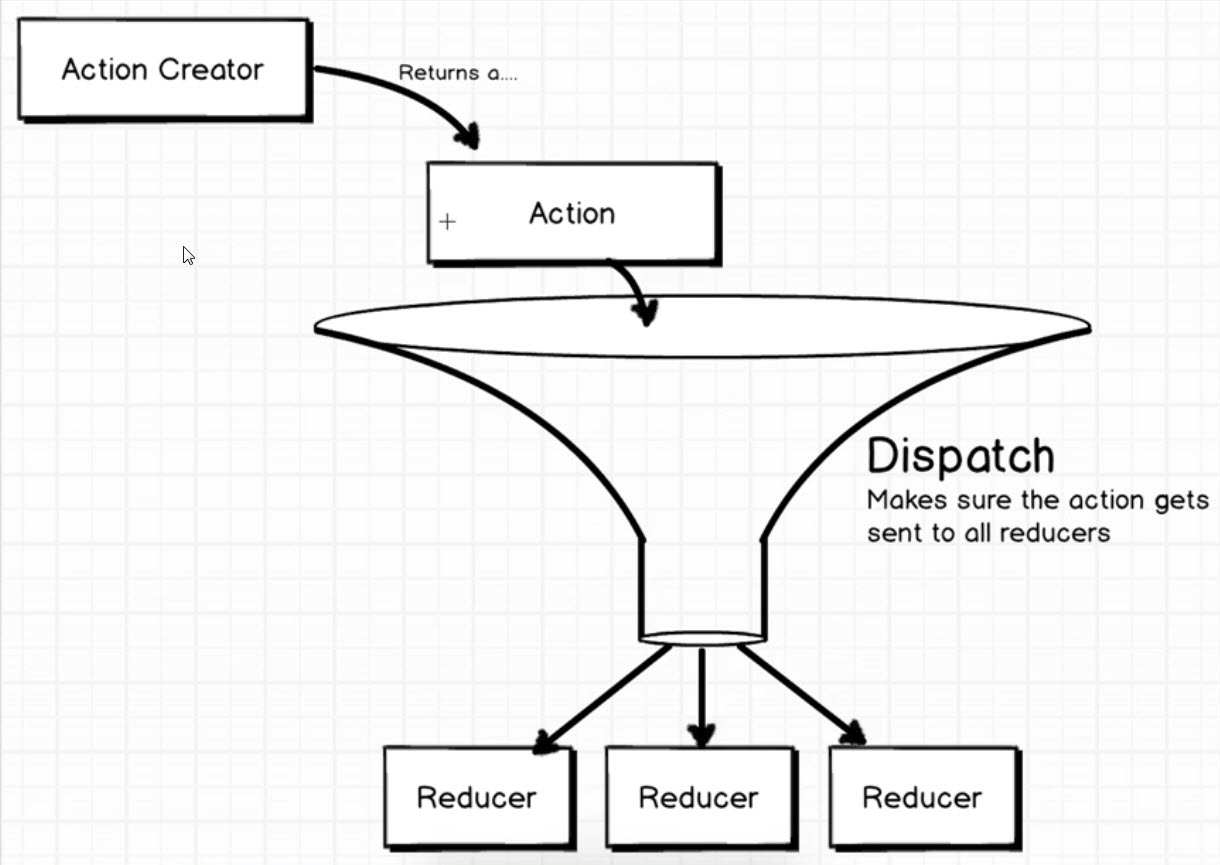 Action Creator
Returns a....
Action
Dispatch
Makes sure the action gets
sent to all reducers
Reducer
Reducer
Reducer